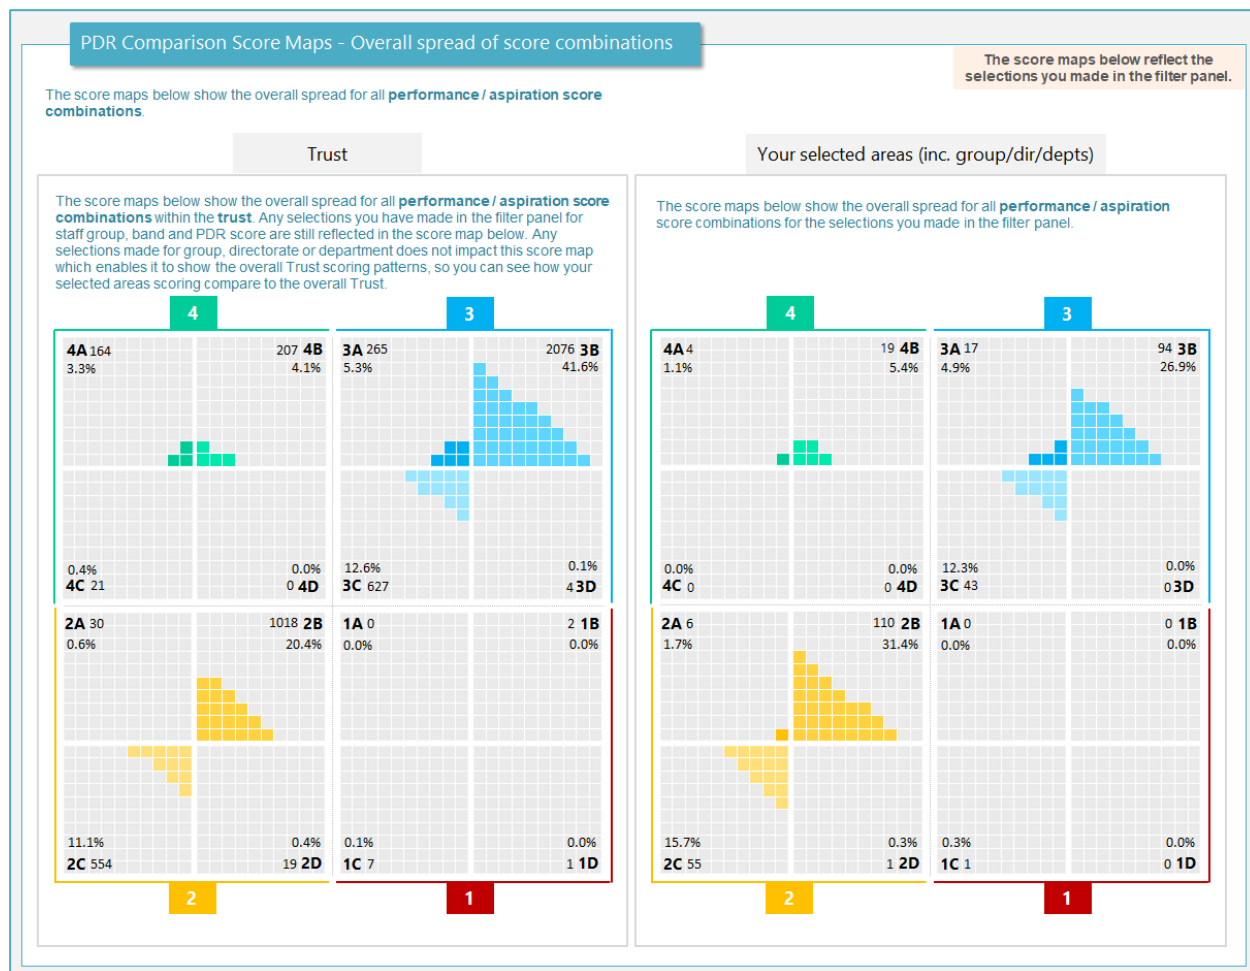 PDR Comparison Score Maps - Overall spread of score combinations
The score maps below reflect the
selections you made in the filter panel.
The score maps below show the overall spread for all performance / aspiration score
combinations.
Trust
The score maps below show the overall spread for all performance / aspiration score
combinations within the trust. Any selections you have made in the filter panel for
staff group, band and PDR score are still reflected in the score map below. Any
selections made for group, directorate or department does not impact this score map
which enables it to show the overall Trust scoring patterns, so you can see how your
selected areas scoring compare to the overall Trust.
4
3
4A 164
207 4B
3A 265
2076 3B
3.3%
4.1%
5.3%
41.6%
0.4%
0.0%
12.6%
0.1%
4C 21
0 4D
3C 627
4 3D
2A 30
1018 2B
1A 0
2 1B
0.6%
20.4%
0.0%
0.0%
11.1%
0.4%
0.1%
0.0%
2C 554
19 2D
1C 7
1 1D
2
1
Your selected areas (inc. group/dir/depts)
The score maps below show the overall spread for all performance / aspiration
score combinations for the selections you made in the filter panel.
4
3
4A 4
19 4B
3A 17
94 3B
1.1%
5.4%
4.9%
26.9%
0.0%
0.0%
12.3%
0.0%
4C 0
0 4D
3C 43
0 3D
2A 6
110 2B
1A 0
0 1B
1.7%
31.4%
0.0%
0.0%
15.7%
0.3%
0.3%
0.0%
2C 55
1 2D
1C 1
0 1D
2
1